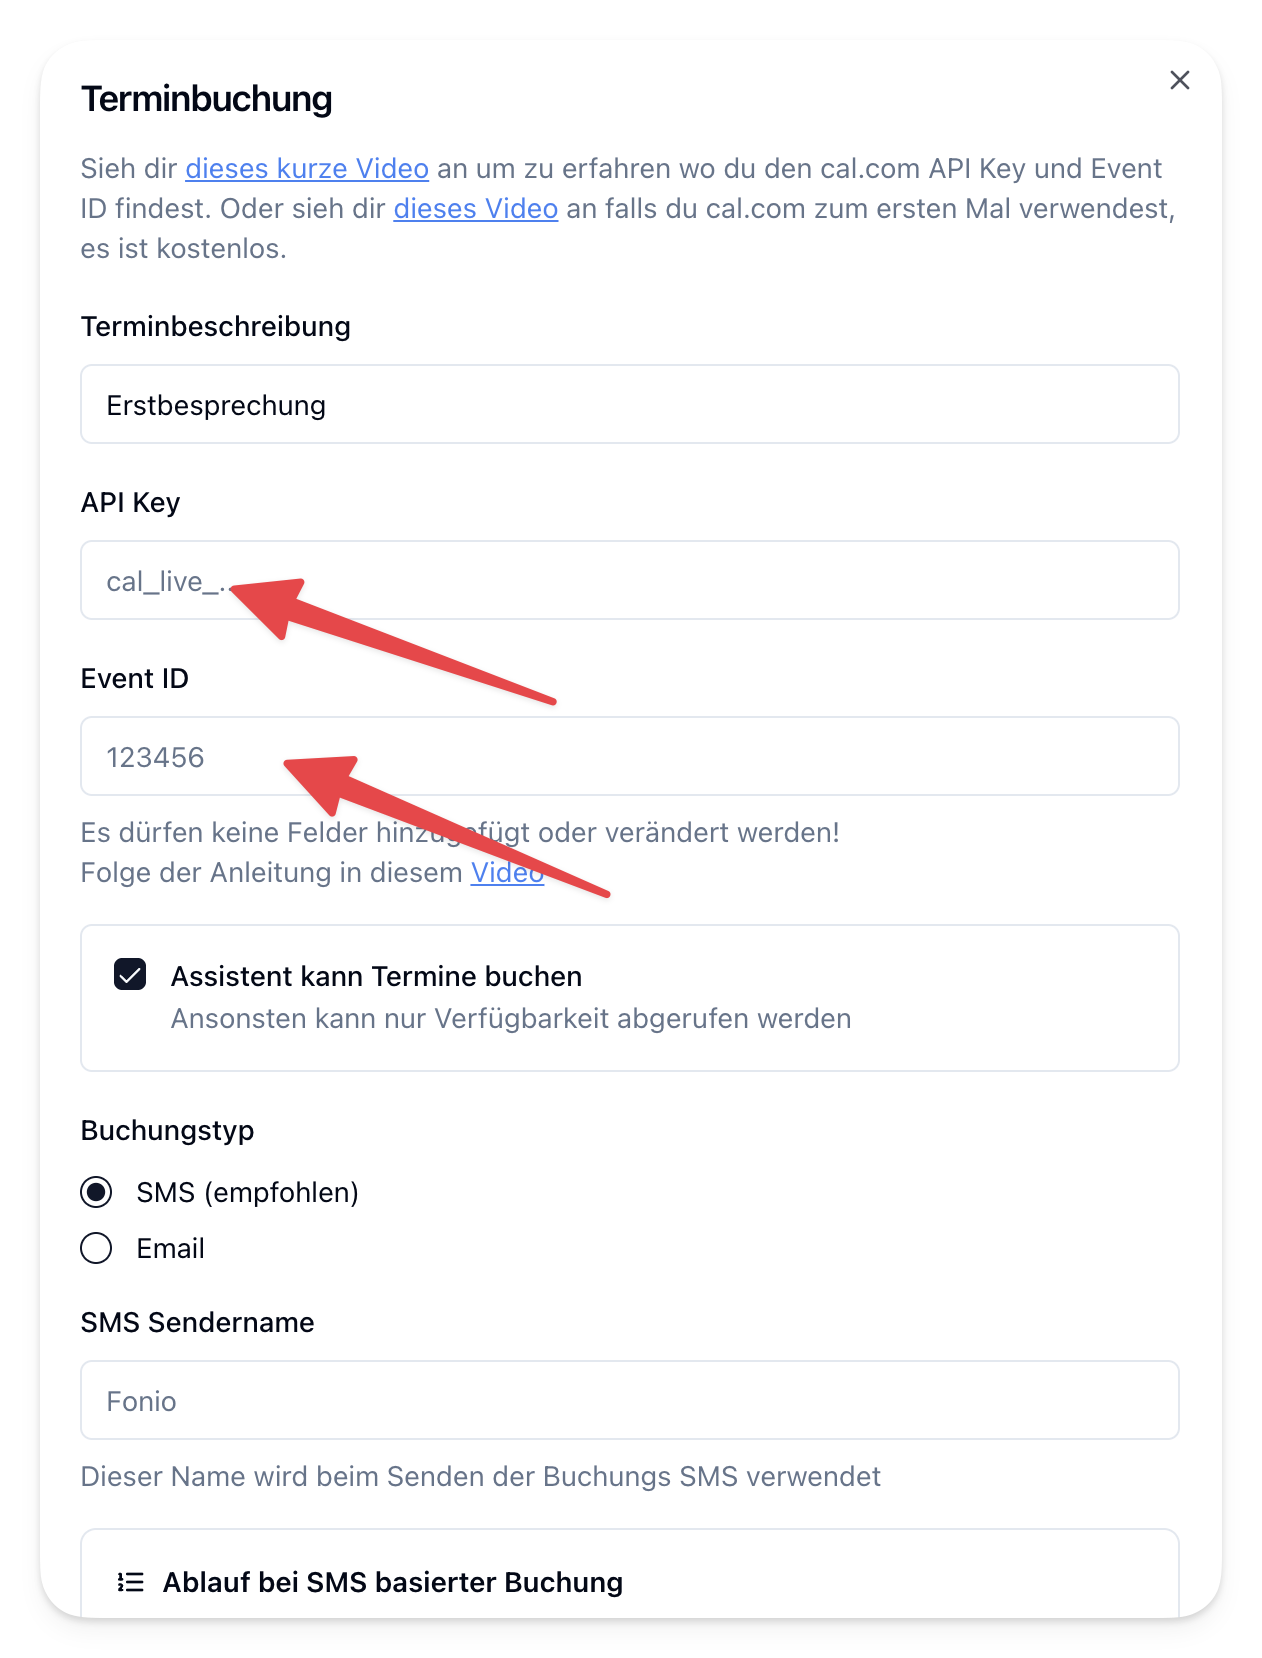 Terminbuchung
Sieh dir dieses kurze Video an um zu erfahren wo du den cal.com API Key und Event
ID findest. Oder sieh dir dieses Video an falls du cal.com zum ersten Mal verwendest,
es ist kostenlos.
Terminbeschreibung
Erstbesprechung
API Key
cal_live_..
Event ID
123456
Es dürfen keine Felder hinzugefügt oder verändert werden!
Folge der Anleitung in diesem Video
Assistent kann Termine buchen
Ansonsten kann nur Verfügbarkeit abgerufen werden
Buchungstyp
SMS (empfohlen)
Email
SMS Sendername
Fonio
Dieser Name wird beim Senden der Buchungs SMS verwendet
Ablauf bei SMS basierter Buchung